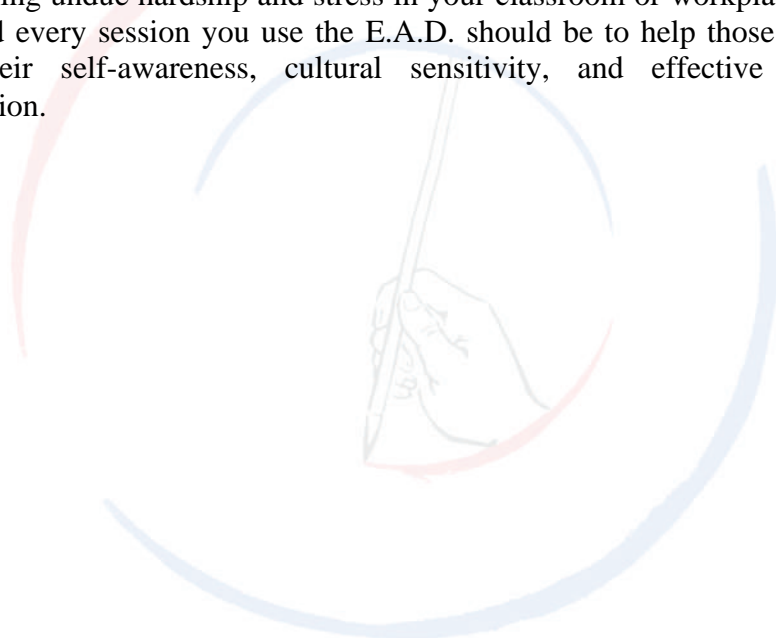 ing undue hardship and stress in your classroom or workpla
d every session you use the E.A.D. should be to help those
eir self-awareness, cultural sensitivity, and effective
ion.